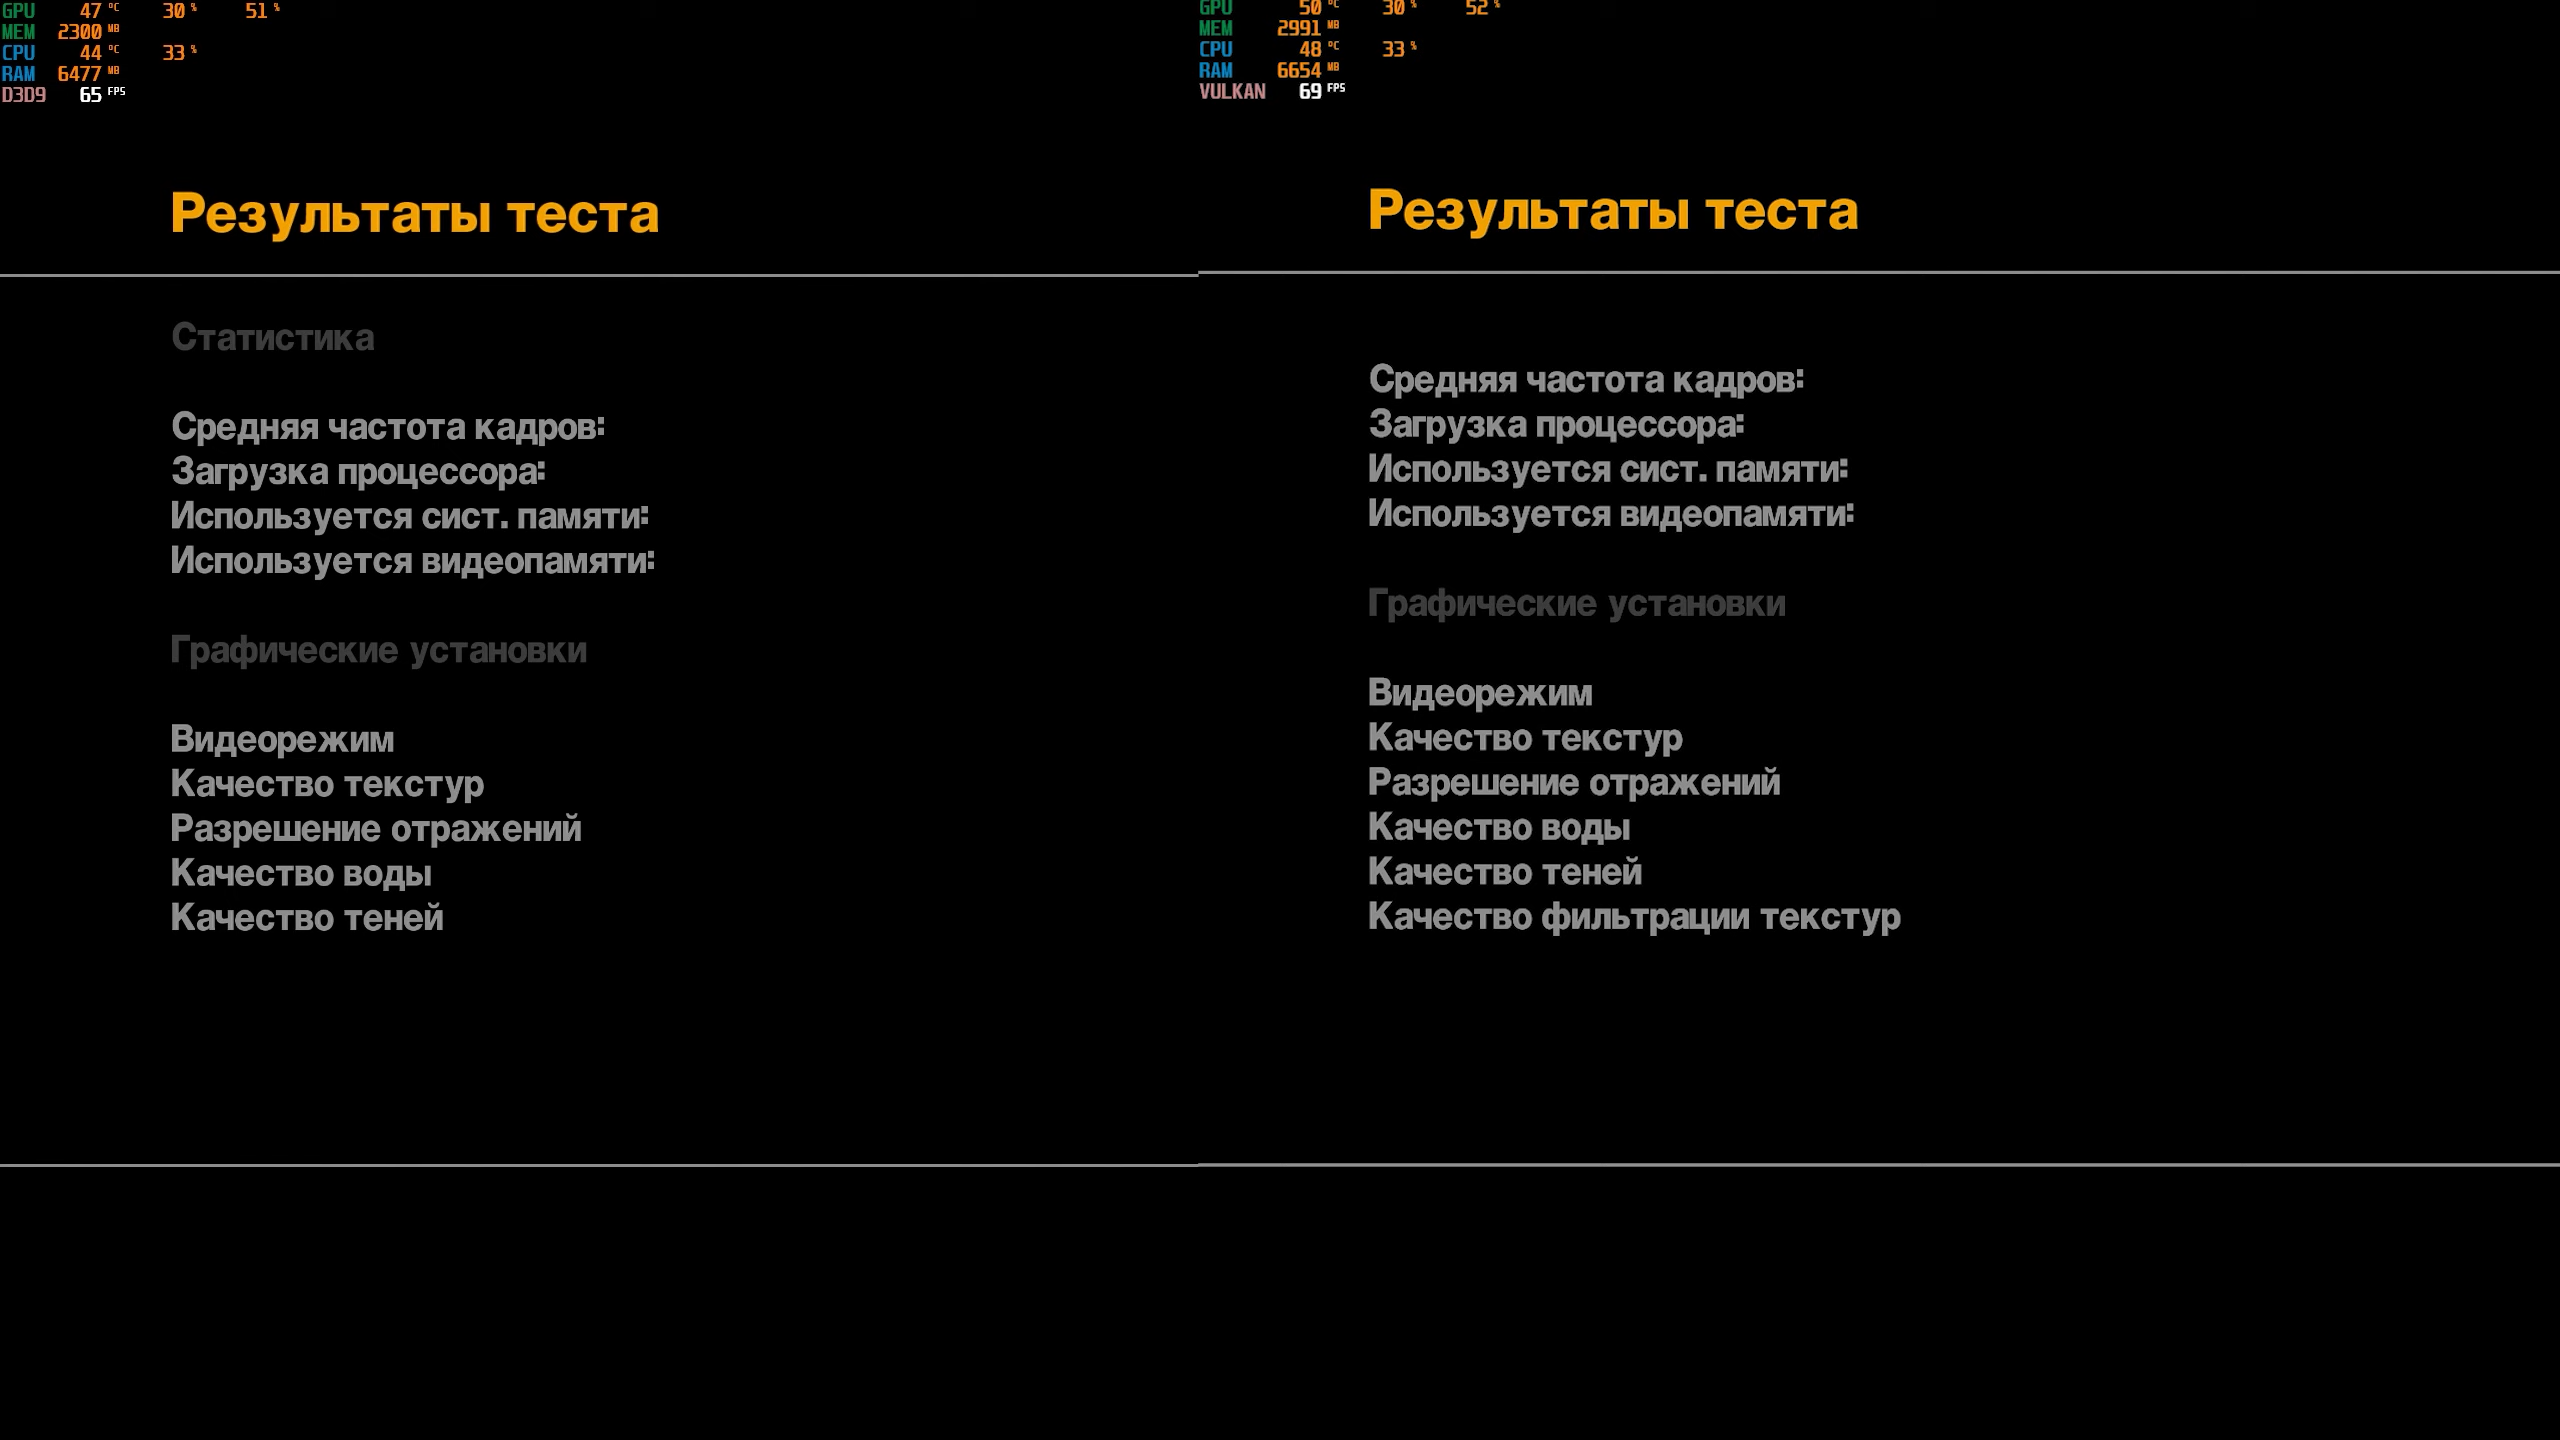 GPU 47 °C 30 % 51 %
MEM 2300 MB
CPU 44 °C 33 %
RAM 6477 MB
D3D9 65 FPS
Результаты теста
Статистика
Средняя частота кадров:
Загрузка процессора:
Используется сист. памяти:
Используется видеопамяти:
Графические установки
Видеорежим
Качество текстур
Разрешение отражений
Качество воды
Качество теней
GPU 50 °C 30 % 52 %
MEM 2991 MB
CPU 48 °C 33 %
RAM 6654 MB
VULKAN 69 FPS
Результаты теста
Средняя частота кадров:
Загрузка процессора:
Используется сист. памяти:
Используется видеопамяти:
Графические установки
Видеорежим
Качество текстур
Разрешение отражений
Качество воды
Качество теней
Качество фильтрации текстур